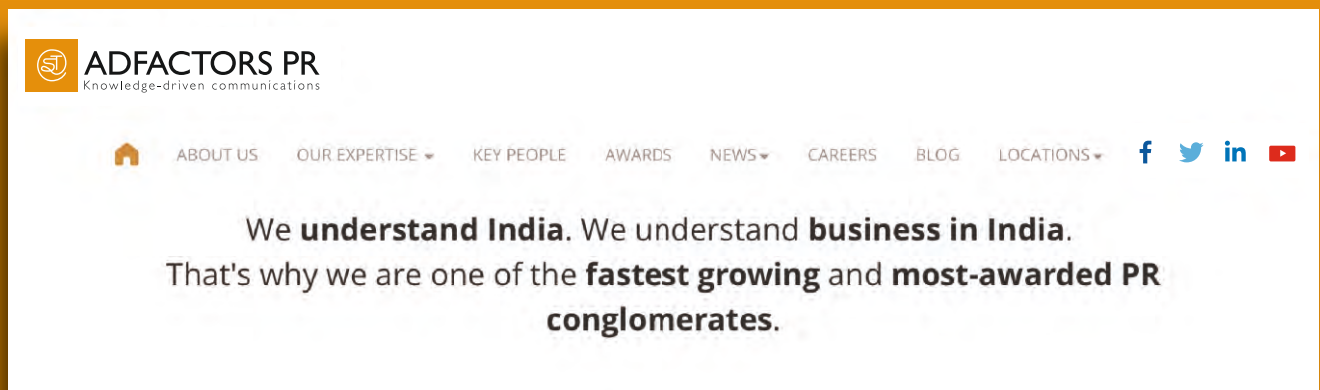 ADFACTORS PR
Knowledge-driven communications
ABOUT US OUR EXPERTISE KEY PEOPLE AWARDS NEWS CAREERS BLOG LOCATIONS
We understand India. We understand business in India.
That's why we are one of the fastest growing and most-awarded PR
conglomerates.